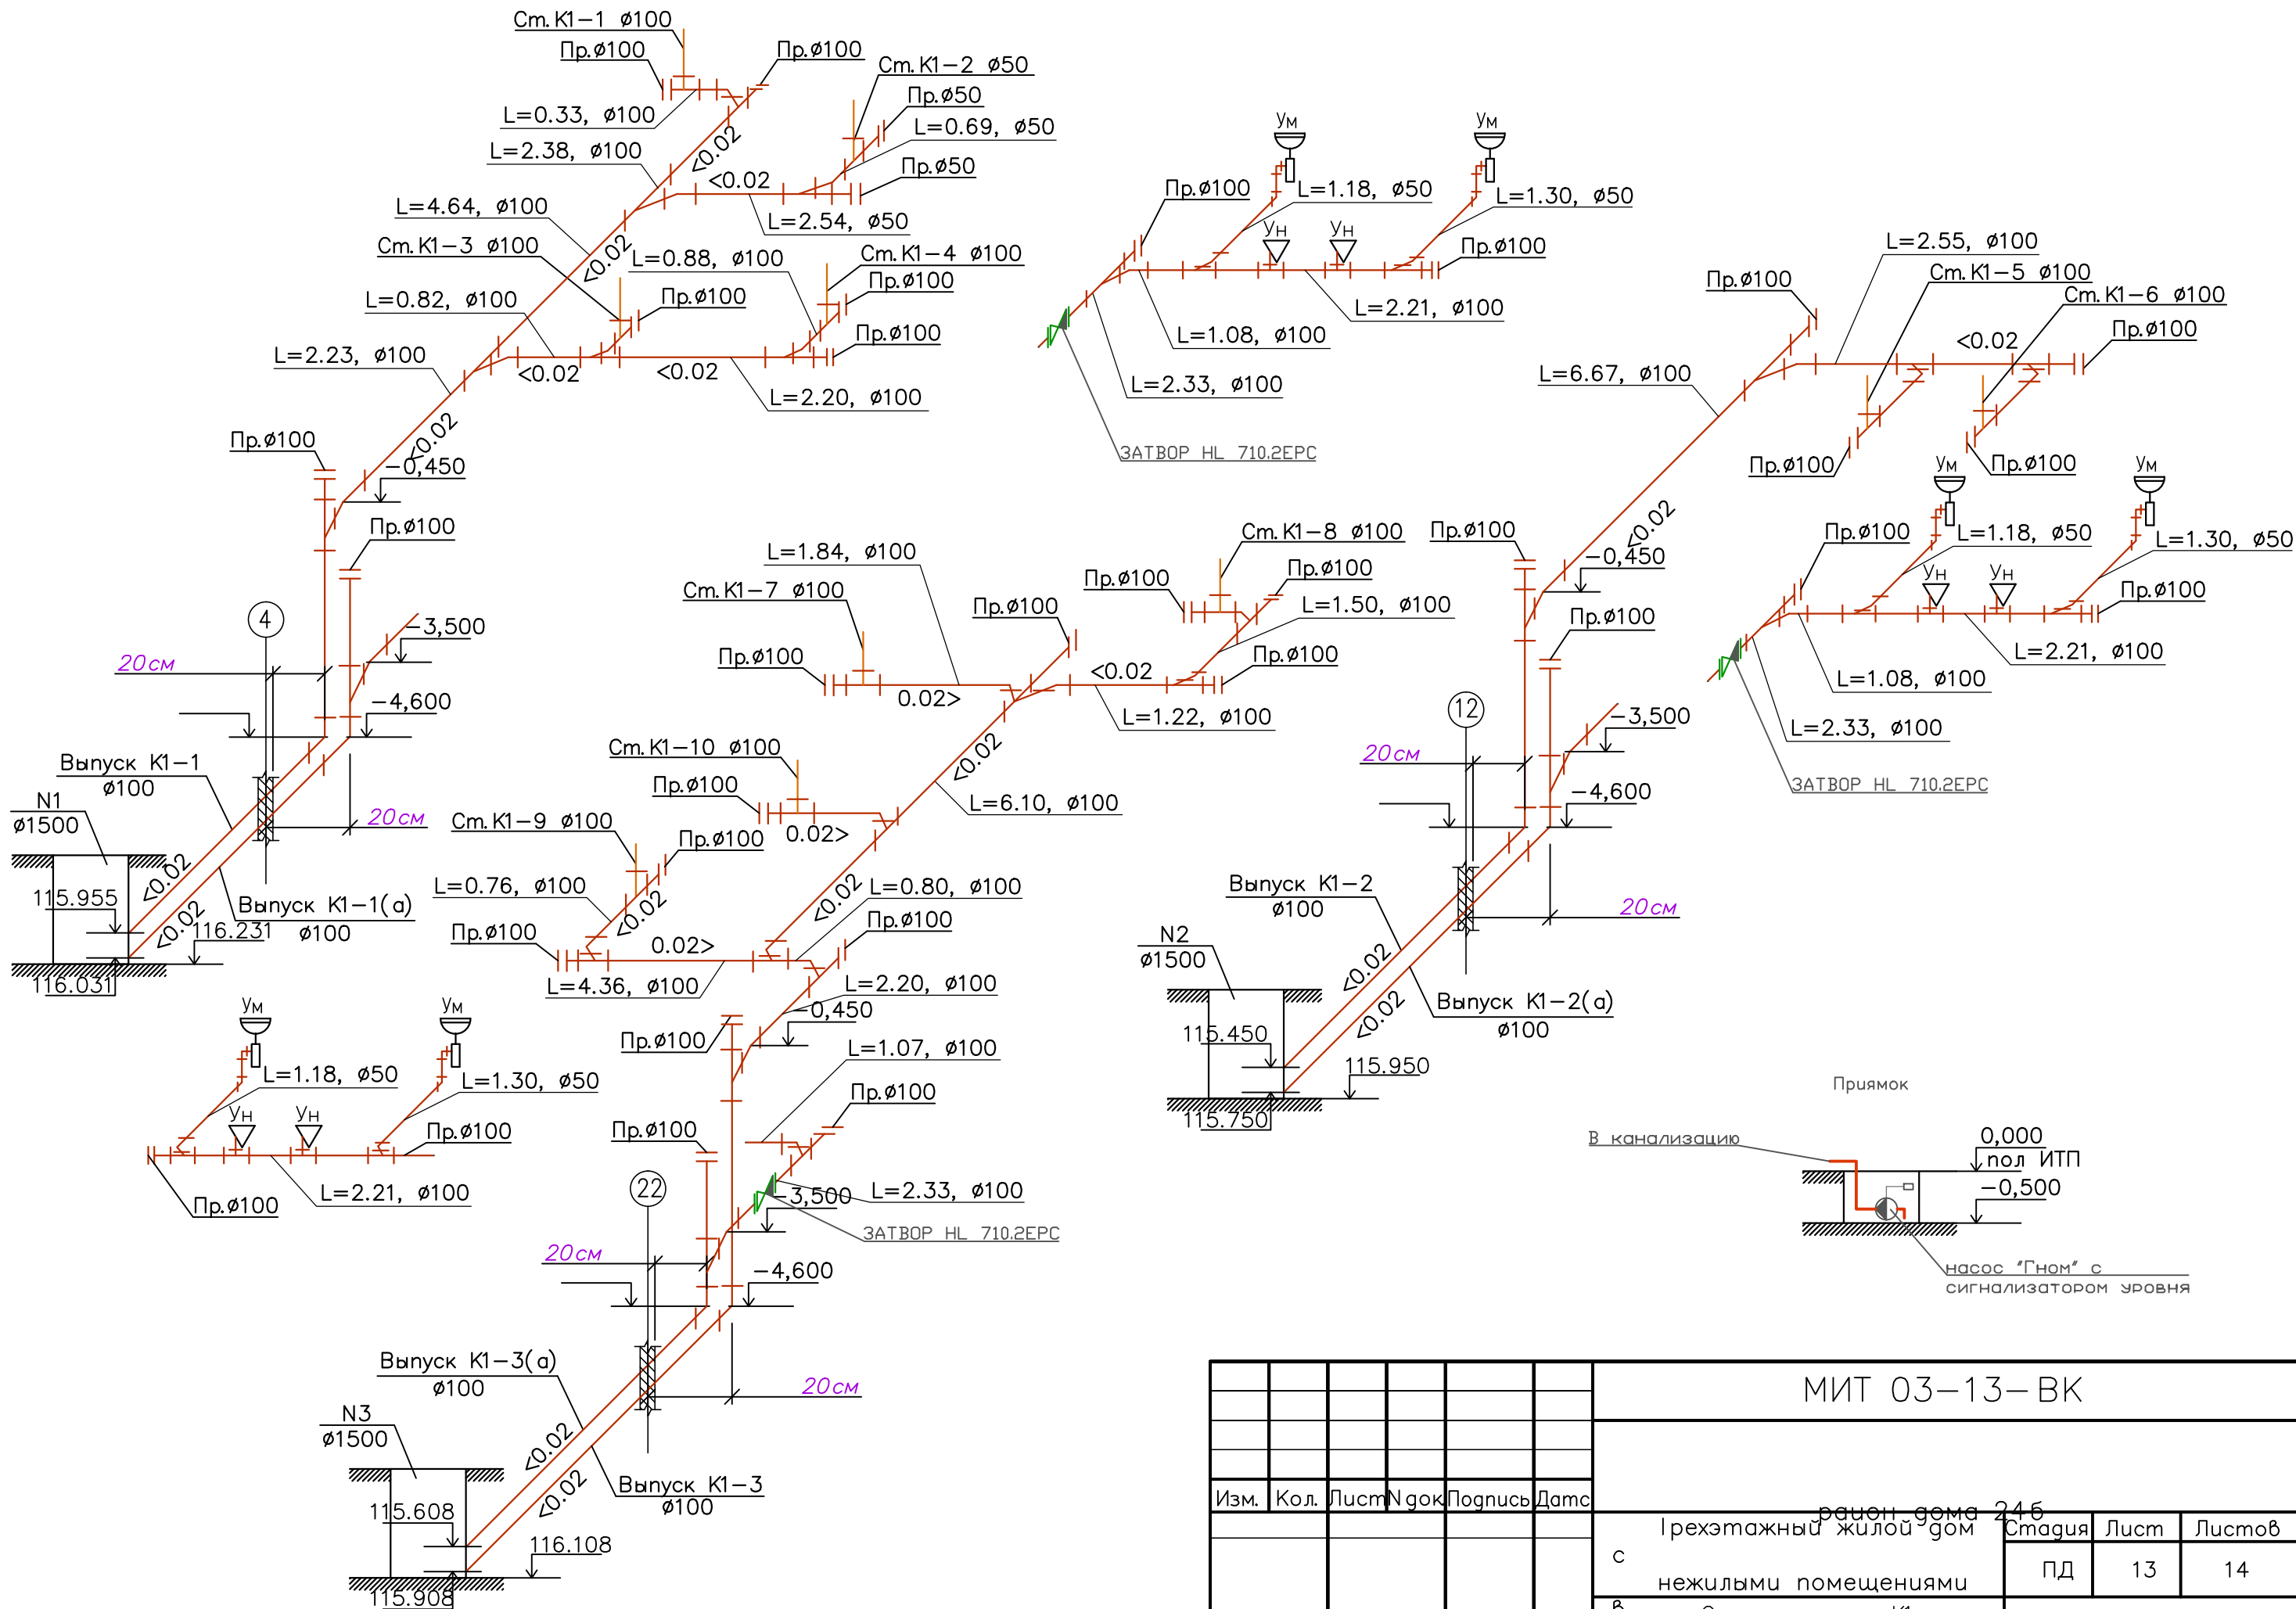 Ст.К1-1 ø100
Пр.ø100
Пр.ø100
L=0.33, ø100
L=2.38, ø100
<0.02
Ст.К1-2 ø50
Пр.ø50
L=0.69, ø50
Пр.ø50
<0.02
L=2.54, ø50
L=4.64, ø100
<0.02
Ст.К1-3 ø100
L=0.88, ø100
Ст.К1-4 ø100
Пр.ø100
L=0.82, ø100
Пр.ø100
Пр.ø100
L=2.23, ø100
<0.02
<0.02
L=2.20, ø100
<0.02
Пр.ø100
-0,450
Пр.ø100
4
-3,500
20см
-4,600
Выпуск К1-1
ø100
20см
N1
ø1500
<0.02
115.955
<0.02
Выпуск К1-1(а)
ø100
116.231
116.031
Ум
Ум
Пр.ø100
L=1.18, ø50
L=1.30, ø50
Ун
Ун
Пр.ø100
L=2.21, ø100
L=1.08, ø100
L=2.33, ø100
ЗАТВОР HL 710.2EPC
L=2.55, ø100
Пр.ø100
Ст.К1-5 ø100
Ст.К1-6 ø100
<0.02
Пр.ø100
L=6.67, ø100
Пр.ø100
Пр.ø100
<0.02
Пр.ø100
-0,450
Пр.ø100
12
-3,500
20см
-4,600
Выпуск К1-2
ø100
20см
N2
ø1500
<0.02
<0.02
Выпуск К1-2(а)
ø100
115.450
115.950
115.750
Ум
Ум
Пр.ø100
L=1.18, ø50
L=1.30, ø50
Ун
Ун
Пр.ø100
L=2.21, ø100
L=1.08, ø100
L=2.33, ø100
ЗАТВОР HL 710.2EPC
L=1.84, ø100
Ст.К1-7 ø100
Пр.ø100
0.02>
Пр.ø100
Ст.К1-8 ø100
Пр.ø100
Пр.ø100
L=1.50, ø100
Пр.ø100
<0.02
L=1.22, ø100
<0.02
L=6.10, ø100
Ст.К1-10 ø100
Пр.ø100
0.02>
Ст.К1-9 ø100
Пр.ø100
L=0.76, ø100
<0.02
<0.02
L=0.80, ø100
Пр.ø100
0.02>
Пр.ø100
L=4.36, ø100
L=2.20, ø100
-0,450
Пр.ø100
L=1.07, ø100
Пр.ø100
Пр.ø100
22
L=2.33, ø100
-3,500
ЗАТВОР HL 710.2EPC
20см
-4,600
Выпуск К1-3(а)
ø100
20см
N3
ø1500
<0.02
<0.02
Выпуск К1-3
ø100
115.608
116.108
115.908
Ум
Ум
L=1.18, ø50
L=1.30, ø50
Ун
Ун
Пр.ø100
Пр.ø100
L=2.21, ø100
Приямок
В канализацию
0,000
пол ИТП
-0,500
насос "Гном" с
сигнализатором уровня
МИТ 03-13-ВК
Изм. Кол. Лист Nдок Подпись
район дома 24б
жилой дом
с
нежилыми помещениями
Стадия Лист Листов
ПД 13 14